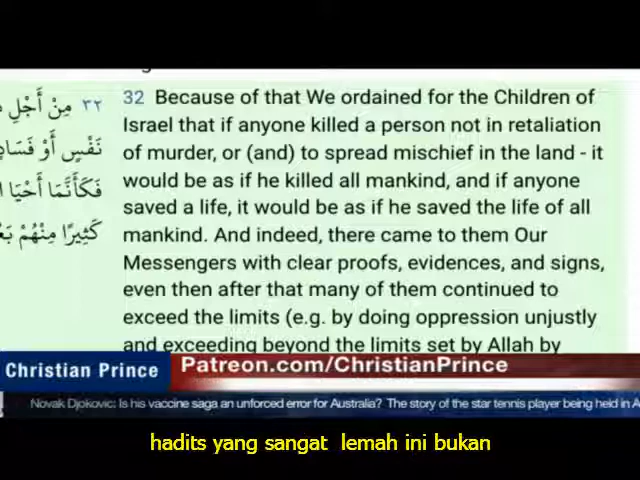 32 Because of that We ordained for the Children of
Israel that if anyone killed a person not in retaliation
of murder, or (and) to spread mischief in the land - it
would be as if he killed all mankind, and if anyone
saved a life, it would be as if he saved the life of all
mankind. And indeed, there came to them Our
Messengers with clear proofs, evidences, and signs,
even then after that many of them continued to
exceed the limits (e.g. by doing oppression unjustly
and exceeding beyond the limits set by Allah by
٣٢ مِنْ أَجْلِ
نَفْسٍ أَوْ فَسَادٍ
فَكَأَنَّمَا أَحْيَا
كَثِيرًا مِنْهُمْ
Christian Prince
Patreon.com/ChristianPrince
Novak Djokovic: Is his vaccine saga an unforced error for Australia? The story of the star tennis player being held in A
hadits yang sangat lemah ini bukan